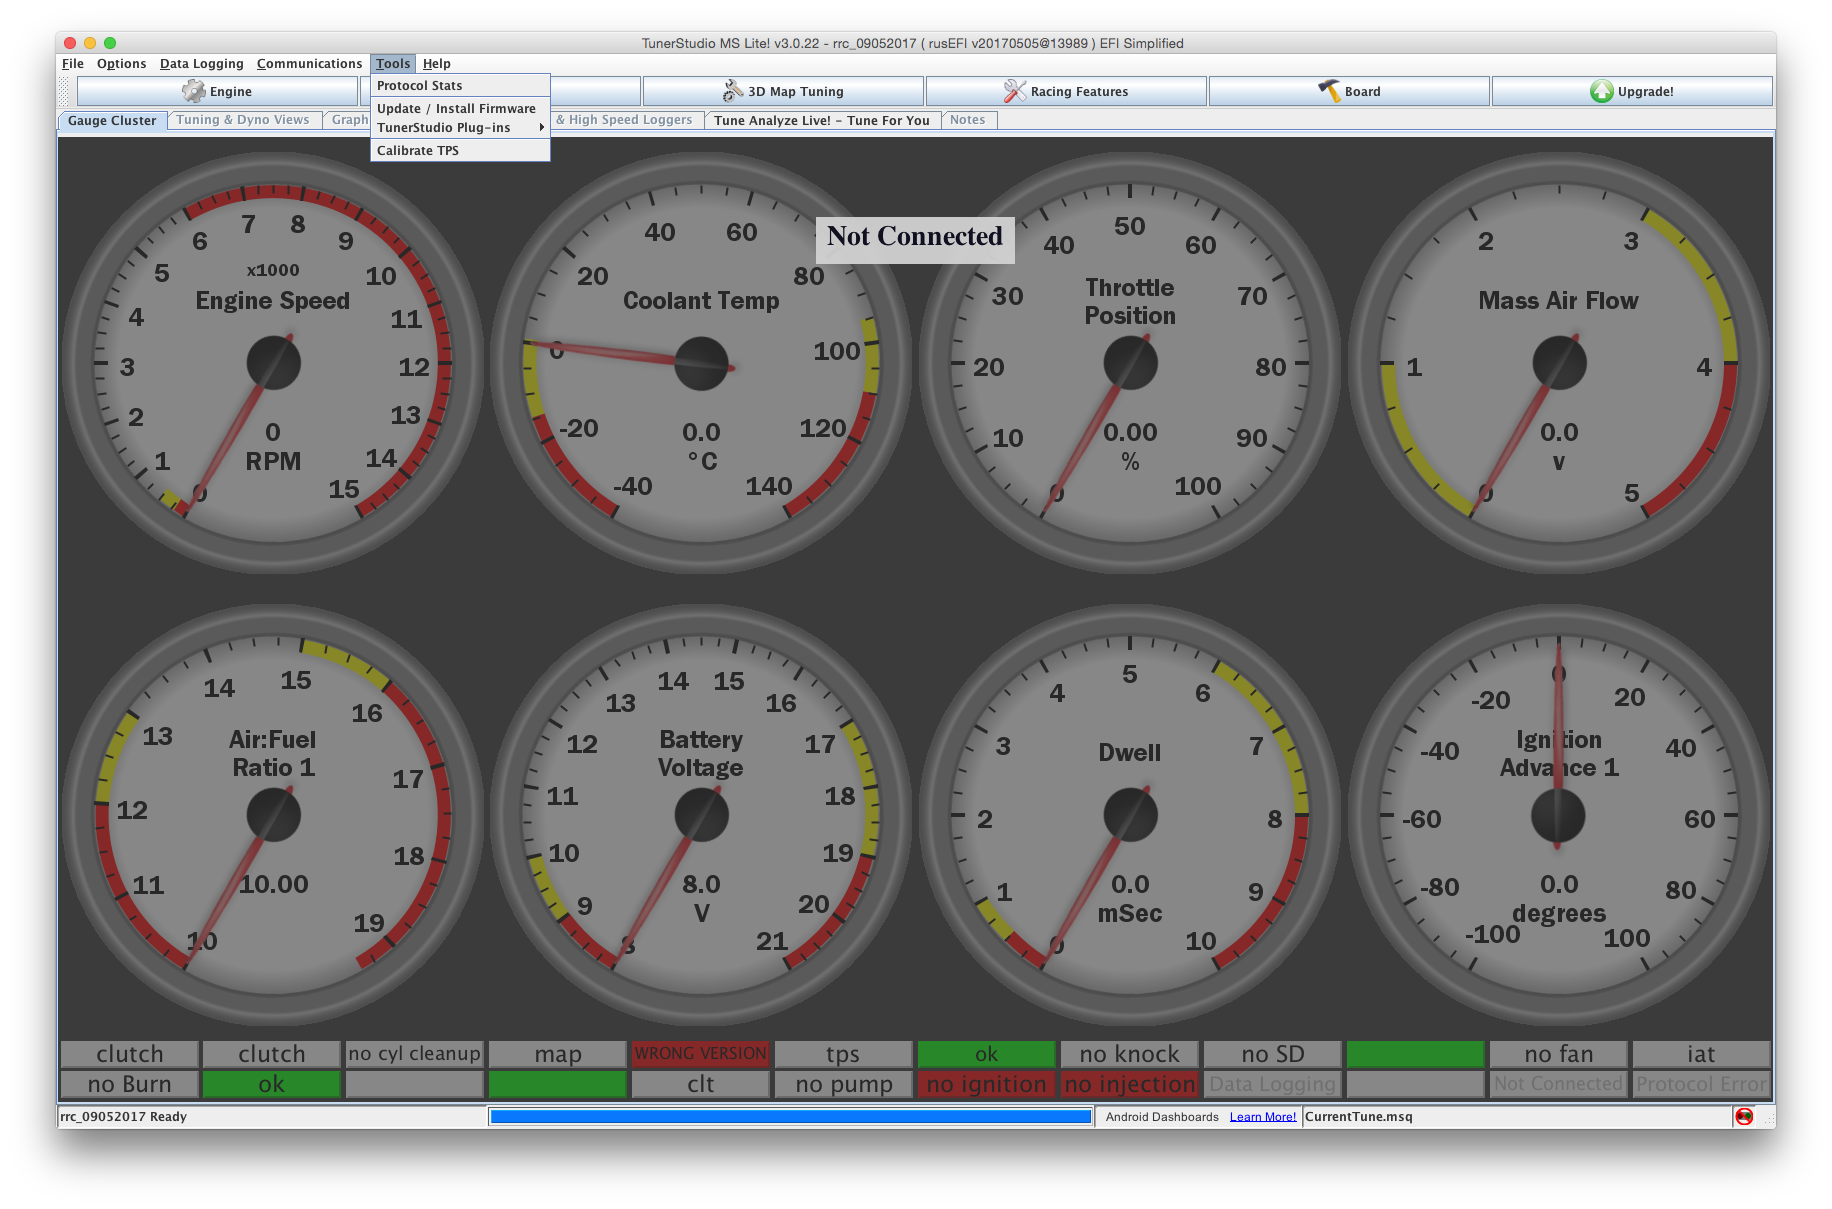 TunerStudio MS Lite! v3.0.22 - rrc_09052017 ( rusEFI v20170505@13989 ) EFI Simplified
File Options Data Logging Communications Tools Help
Protocol Stats
Update / Install Firmware
TunerStudio Plug-ins
Calibrate TPS
Engine 3D Map Tuning Racing Features Board Upgrade!
Gauge Cluster Tuning & Dyno Views Graph & High Speed Loggers Tune Analyze Live! - Tune For You Notes
Not Connected
0 1 2 3 4 5 6 7 8 9 10 11 12 13 14 15
x1000
Engine Speed
0
RPM
-40 -20 0 20 40 60 80 100 120 140
Coolant Temp
0.0
°C
0 10 20 30 40 50 60 70 80 90 100
Throttle
Position
0.00
%
0 1 2 3 4 5
Mass Air Flow
0.0
v
10 11 12 13 14 15 16 17 18 19
Air:Fuel
Ratio 1
10.00
8 9 10 11 12 13 14 15 16 17 18 19 20 21
Battery
Voltage
8.0
V
0 1 2 3 4 5 6 7 8 9 10
Dwell
0.0
mSec
-100 -80 -60 -40 -20 0 20 40 60 80 100
Ignition
Advance 1
0.0
degrees
clutch clutch no cyl cleanup map WRONG VERSION tps ok no knock no SD no fan iat
no Burn ok clt no pump no ignition no injection Data Logging Not Connected Protocol Error
rrc_09052017 Ready Android Dashboards Learn More! CurrentTune.msq